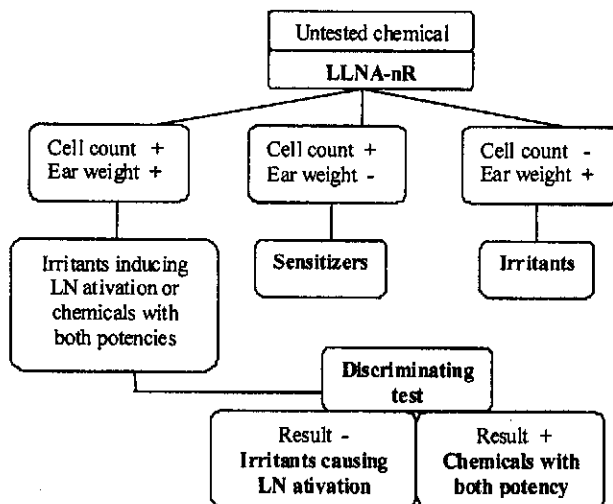 Untested chemical
LLNA-nR
Cell count +
Ear weight +
Cell count +
Ear weight -
Cell count -
Ear weight +
Irritants inducing
LN ativation or
chemicals with
both potencies
Sensitizers
Irritants
Discriminating
test
Result -
Irritants causing
LN ativation
Result +
Chemicals with
both potency